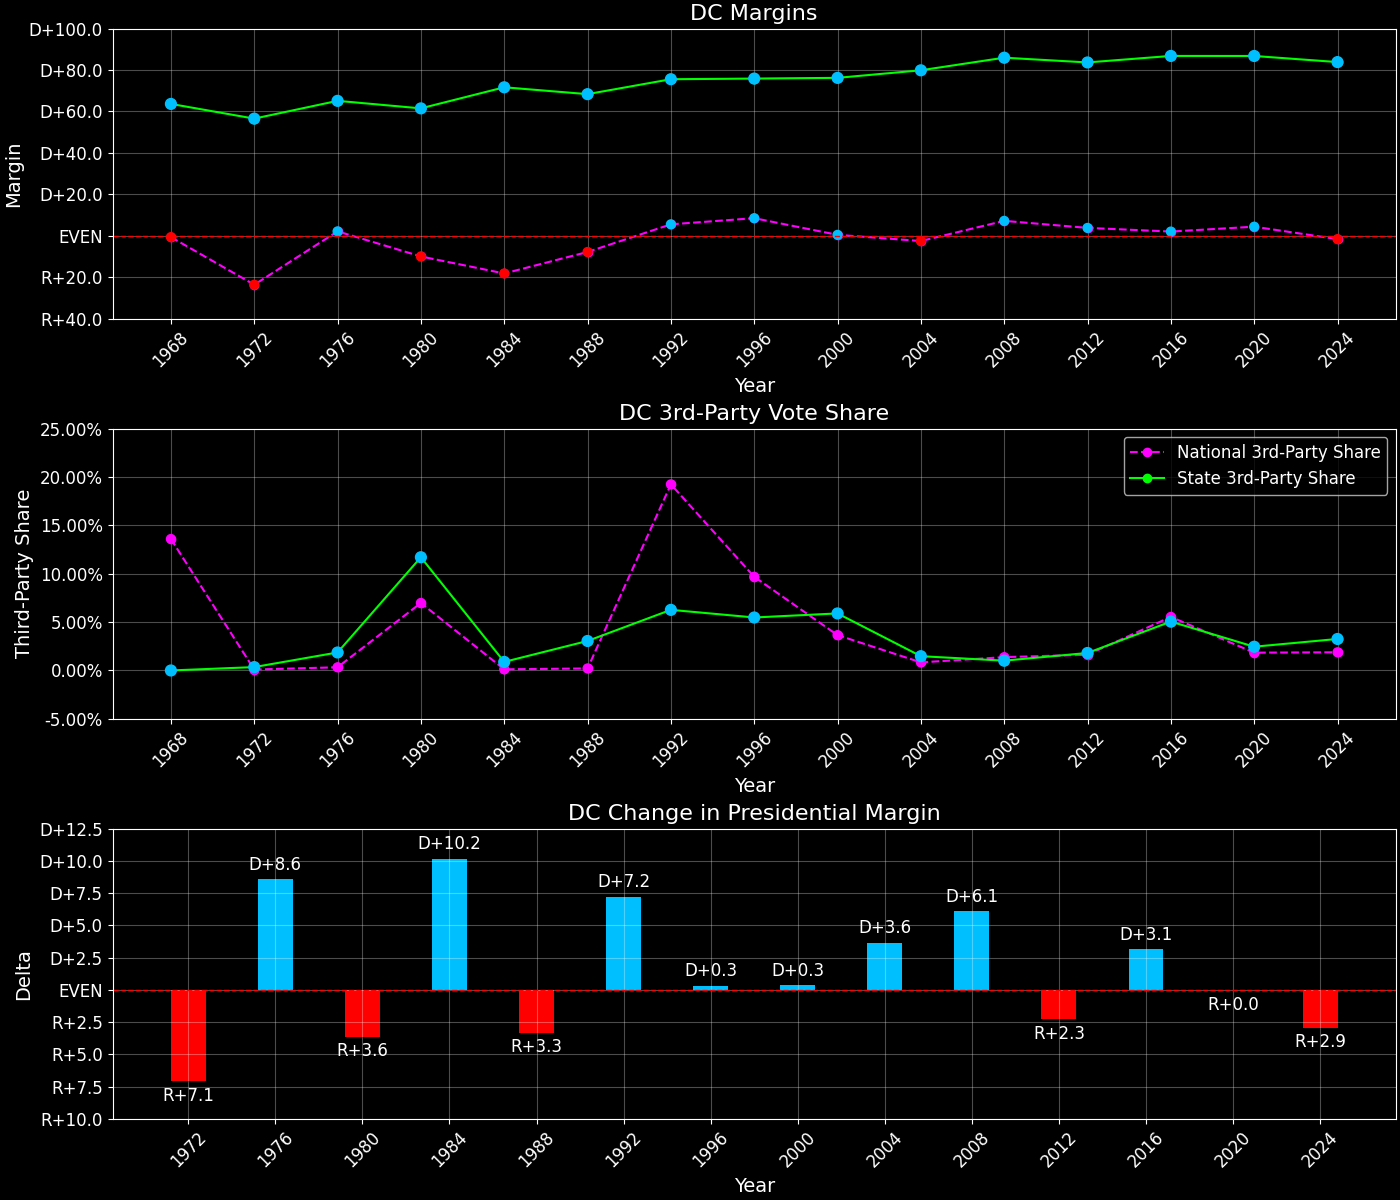 DC Margins
D+100.0
D+80.0
D+60.0
D+40.0
D+20.0
EVEN
R+20.0
R+40.0
Margin
1968 1972 1976 1980 1984 1988 1992 1996 2000 2004 2008 2012 2016 2020 2024
Year
DC 3rd-Party Vote Share
25.00%
20.00%
15.00%
10.00%
5.00%
0.00%
-5.00%
Third-Party Share
National 3rd-Party Share
State 3rd-Party Share
1968 1972 1976 1980 1984 1988 1992 1996 2000 2004 2008 2012 2016 2020 2024
Year
DC Change in Presidential Margin
D+12.5
D+10.0
D+7.5
D+5.0
D+2.5
EVEN
R+2.5
R+5.0
R+7.5
R+10.0
Delta
R+7.1
D+8.6
R+3.6
D+10.2
R+3.3
D+7.2
D+0.3
D+0.3
D+3.6
D+6.1
R+2.3
D+3.1
R+0.0
R+2.9
1972 1976 1980 1984 1988 1992 1996 2000 2004 2008 2012 2016 2020 2024
Year